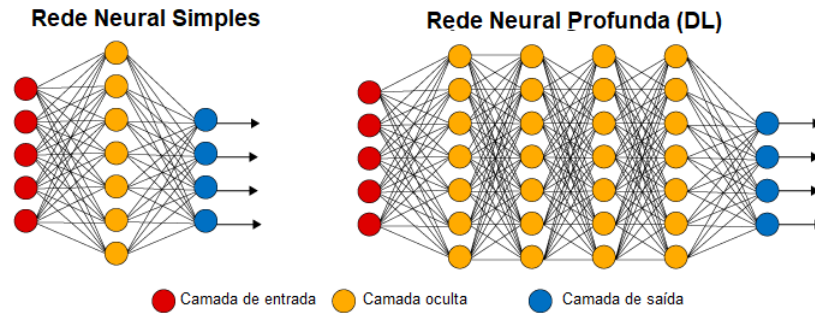 Rede Neural Simples
Rede Neural Profunda (DL)
Camada de entrada
Camada oculta
Camada de saída